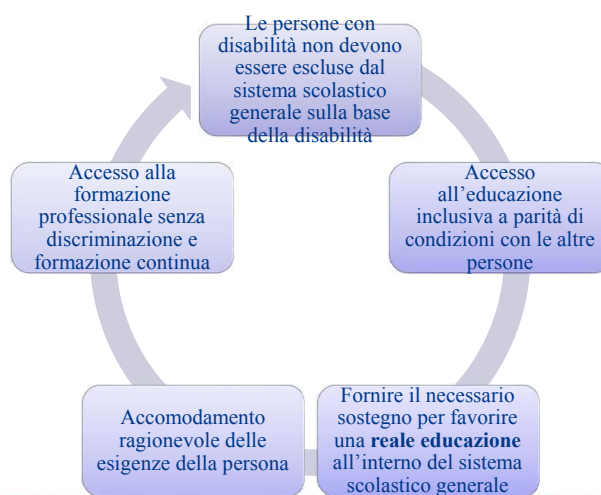 Le persone con
disabilità non devono
essere escluse dal
sistema scolastico
generale sulla base
della disabilità
Accesso
all’educazione
inclusiva a parità di
condizioni con le altre
persone
Fornire il necessario
sostegno per favorire
una reale educazione
all’interno del sistema
scolastico generale
Accomodamento
ragionevole delle
esigenze della persona
Accesso alla
formazione
professionale senza
discriminazione e
formazione continua